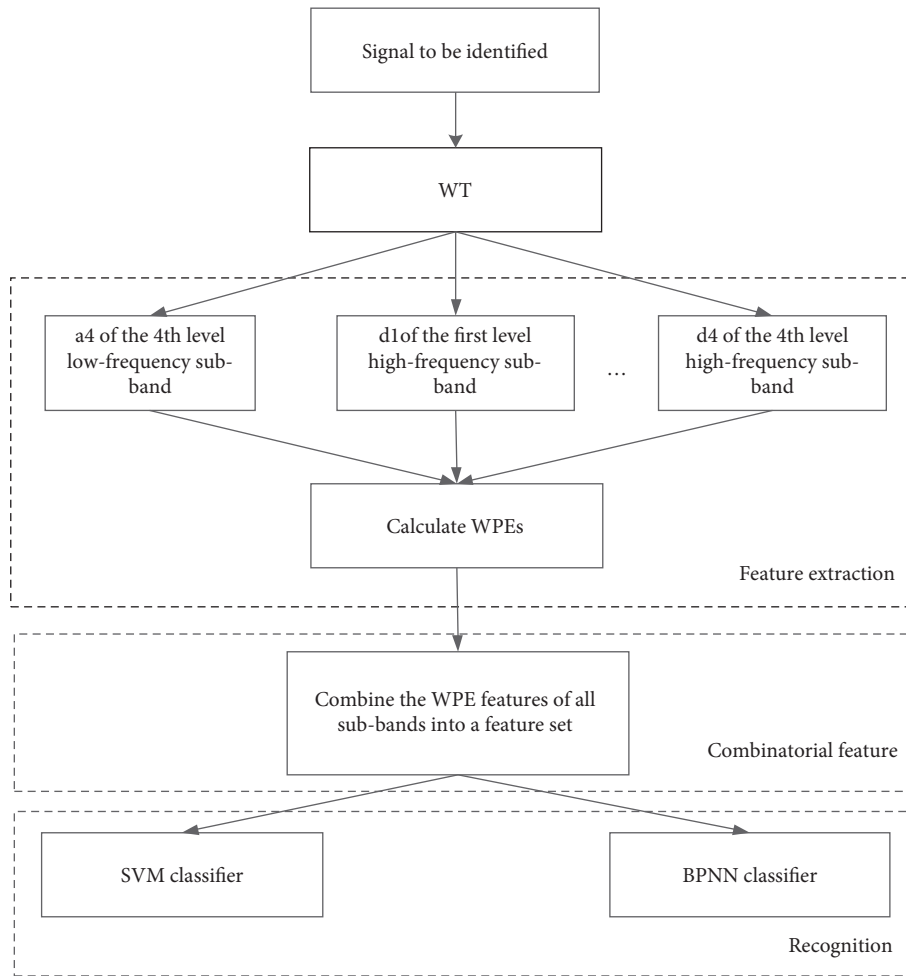 Signal to be identified
WT
a4 of the 4th level
low-frequency sub-
band
d1of the first level
high-frequency sub-
band
...
d4 of the 4th level
high-frequency sub-
band
Calculate WPEs
Feature extraction
Combine the WPE features of all
sub-bands into a feature set
Combinatorial feature
SVM classifier
BPNN classifier
Recognition